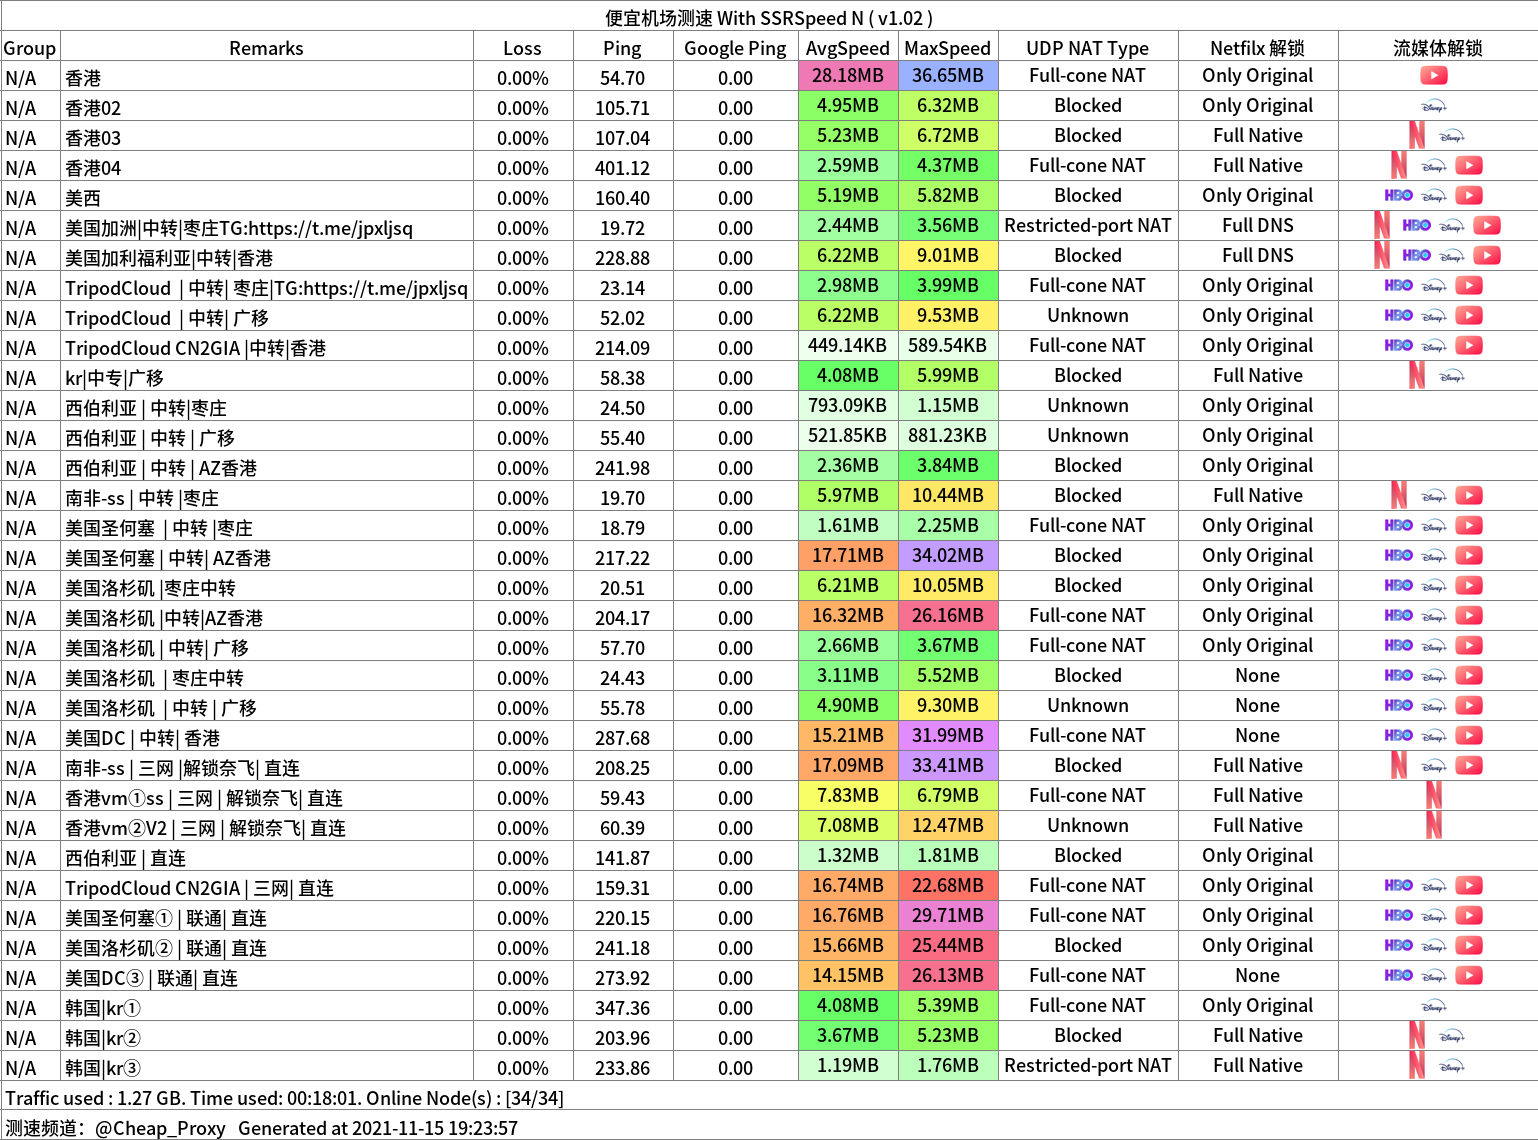 便宜机场测速 With SSRSpeed N ( v1.02 )
Group Remarks Loss Ping Google Ping AvgSpeed MaxSpeed UDP NAT Type Netfilx 解锁 流媒体解锁
N/A 香港 0.00% 54.70 0.00 28.18MB 36.65MB Full-cone NAT Only Original
N/A 香港02 0.00% 105.71 0.00 4.95MB 6.32MB Blocked Only Original Disney+
N/A 香港03 0.00% 107.04 0.00 5.23MB 6.72MB Blocked Full Native N Disney+
N/A 香港04 0.00% 401.12 0.00 2.59MB 4.37MB Full-cone NAT Full Native N Disney+
N/A 美西 0.00% 160.40 0.00 5.19MB 5.82MB Blocked Only Original HBO Disney+
N/A 美国加洲|中转|枣庄TG:https://t.me/jpxljsq 0.00% 19.72 0.00 2.44MB 3.56MB Restricted-port NAT Full DNS N HBO Disney+
N/A 美国加利福利亚|中转|香港 0.00% 228.88 0.00 6.22MB 9.01MB Blocked Full DNS N HBO Disney+
N/A TripodCloud | 中转| 枣庄|TG:https://t.me/jpxljsq 0.00% 23.14 0.00 2.98MB 3.99MB Full-cone NAT Only Original HBO Disney+
N/A TripodCloud | 中转| 广移 0.00% 52.02 0.00 6.22MB 9.53MB Unknown Only Original HBO Disney+
N/A TripodCloud CN2GIA |中转|香港 0.00% 214.09 0.00 449.14KB 589.54KB Full-cone NAT Only Original HBO Disney+
N/A kr|中专|广移 0.00% 58.38 0.00 4.08MB 5.99MB Blocked Full Native N Disney+
N/A 西伯利亚 | 中转|枣庄 0.00% 24.50 0.00 793.09KB 1.15MB Unknown Only Original
N/A 西伯利亚 | 中转 | 广移 0.00% 55.40 0.00 521.85KB 881.23KB Unknown Only Original
N/A 西伯利亚 | 中转 | AZ香港 0.00% 241.98 0.00 2.36MB 3.84MB Blocked Only Original
N/A 南非-ss | 中转 |枣庄 0.00% 19.70 0.00 5.97MB 10.44MB Blocked Full Native N Disney+
N/A 美国圣何塞 | 中转 |枣庄 0.00% 18.79 0.00 1.61MB 2.25MB Full-cone NAT Only Original HBO Disney+
N/A 美国圣何塞 | 中转| AZ香港 0.00% 217.22 0.00 17.71MB 34.02MB Blocked Only Original HBO Disney+
N/A 美国洛杉矶 |枣庄中转 0.00% 20.51 0.00 6.21MB 10.05MB Blocked Only Original HBO Disney+
N/A 美国洛杉矶 |中转|AZ香港 0.00% 204.17 0.00 16.32MB 26.16MB Full-cone NAT Only Original HBO Disney+
N/A 美国洛杉矶 | 中转| 广移 0.00% 57.70 0.00 2.66MB 3.67MB Full-cone NAT Only Original HBO Disney+
N/A 美国洛杉矶 | 枣庄中转 0.00% 24.43 0.00 3.11MB 5.52MB Blocked None HBO Disney+
N/A 美国洛杉矶 | 中转 | 广移 0.00% 55.78 0.00 4.90MB 9.30MB Unknown None HBO Disney+
N/A 美国DC | 中转| 香港 0.00% 287.68 0.00 15.21MB 31.99MB Full-cone NAT None HBO Disney+
N/A 南非-ss | 三网 |解锁奈飞| 直连 0.00% 208.25 0.00 17.09MB 33.41MB Blocked Full Native N Disney+
N/A 香港vm①ss | 三网 | 解锁奈飞| 直连 0.00% 59.43 0.00 7.83MB 6.79MB Full-cone NAT Full Native N
N/A 香港vm②V2 | 三网 | 解锁奈飞| 直连 0.00% 60.39 0.00 7.08MB 12.47MB Unknown Full Native N
N/A 西伯利亚 | 直连 0.00% 141.87 0.00 1.32MB 1.81MB Blocked Only Original
N/A TripodCloud CN2GIA | 三网| 直连 0.00% 159.31 0.00 16.74MB 22.68MB Full-cone NAT Only Original HBO Disney+
N/A 美国圣何塞① | 联通| 直连 0.00% 220.15 0.00 16.76MB 29.71MB Full-cone NAT Only Original HBO Disney+
N/A 美国洛杉矶② | 联通| 直连 0.00% 241.18 0.00 15.66MB 25.44MB Blocked Only Original HBO Disney+
N/A 美国DC③ | 联通| 直连 0.00% 273.92 0.00 14.15MB 26.13MB Full-cone NAT None HBO Disney+
N/A 韩国|kr① 0.00% 347.36 0.00 4.08MB 5.39MB Full-cone NAT Only Original Disney+
N/A 韩国|kr② 0.00% 203.96 0.00 3.67MB 5.23MB Blocked Full Native N Disney+
N/A 韩国|kr③ 0.00% 233.86 0.00 1.19MB 1.76MB Restricted-port NAT Full Native N Disney+
Traffic used : 1.27 GB. Time used: 00:18:01. Online Node(s) : [34/34]
测速频道：@Cheap_Proxy Generated at 2021-11-15 19:23:57